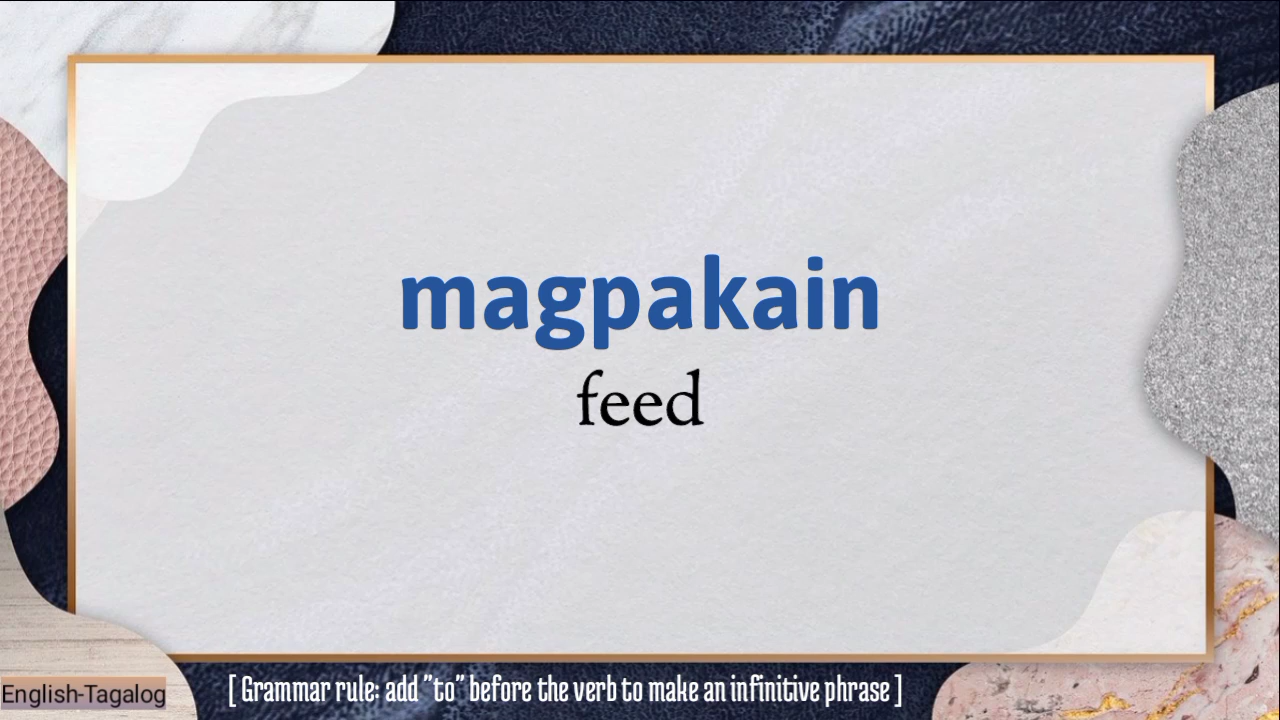 magpakain
feed
English-Tagalog
[ Grammar rule: add "to" before the verb to make an infinitive phrase ]